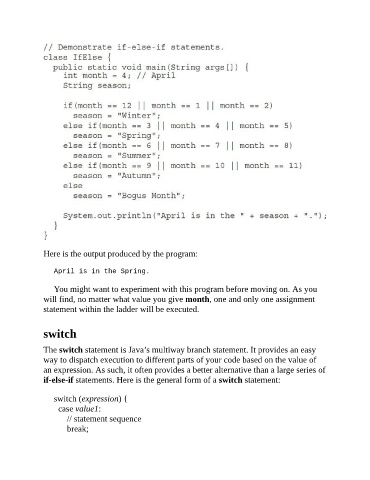 // Demonstrate if-else-if statements.
class IfElse {
  public static void main(String args[]) {
    int month = 4; // April
    String season;

    if(month == 12 || month == 1 || month == 2)
      season = "Winter";
    else if(month == 3 || month == 4 || month == 5)
      season = "Spring";
    else if(month == 6 || month == 7 || month == 8)
      season = "Summer";
    else if(month == 9 || month == 10 || month == 11)
      season = "Autumn";
    else
      season = "Bogus Month";

    System.out.println("April is in the " + season + ".");
  }
}
Here is the output produced by the program:
April is in the Spring.
You might want to experiment with this program before moving on. As you
will find, no matter what value you give month, one and only one assignment
statement within the ladder will be executed.
switch
The switch statement is Java's multiway branch statement. It provides an easy
way to dispatch execution to different parts of your code based on the value of
an expression. As such, it often provides a better alternative than a large series of
if-else-if statements. Here is the general form of a switch statement:
switch (expression) {
  case value1:
    // statement sequence
    break;